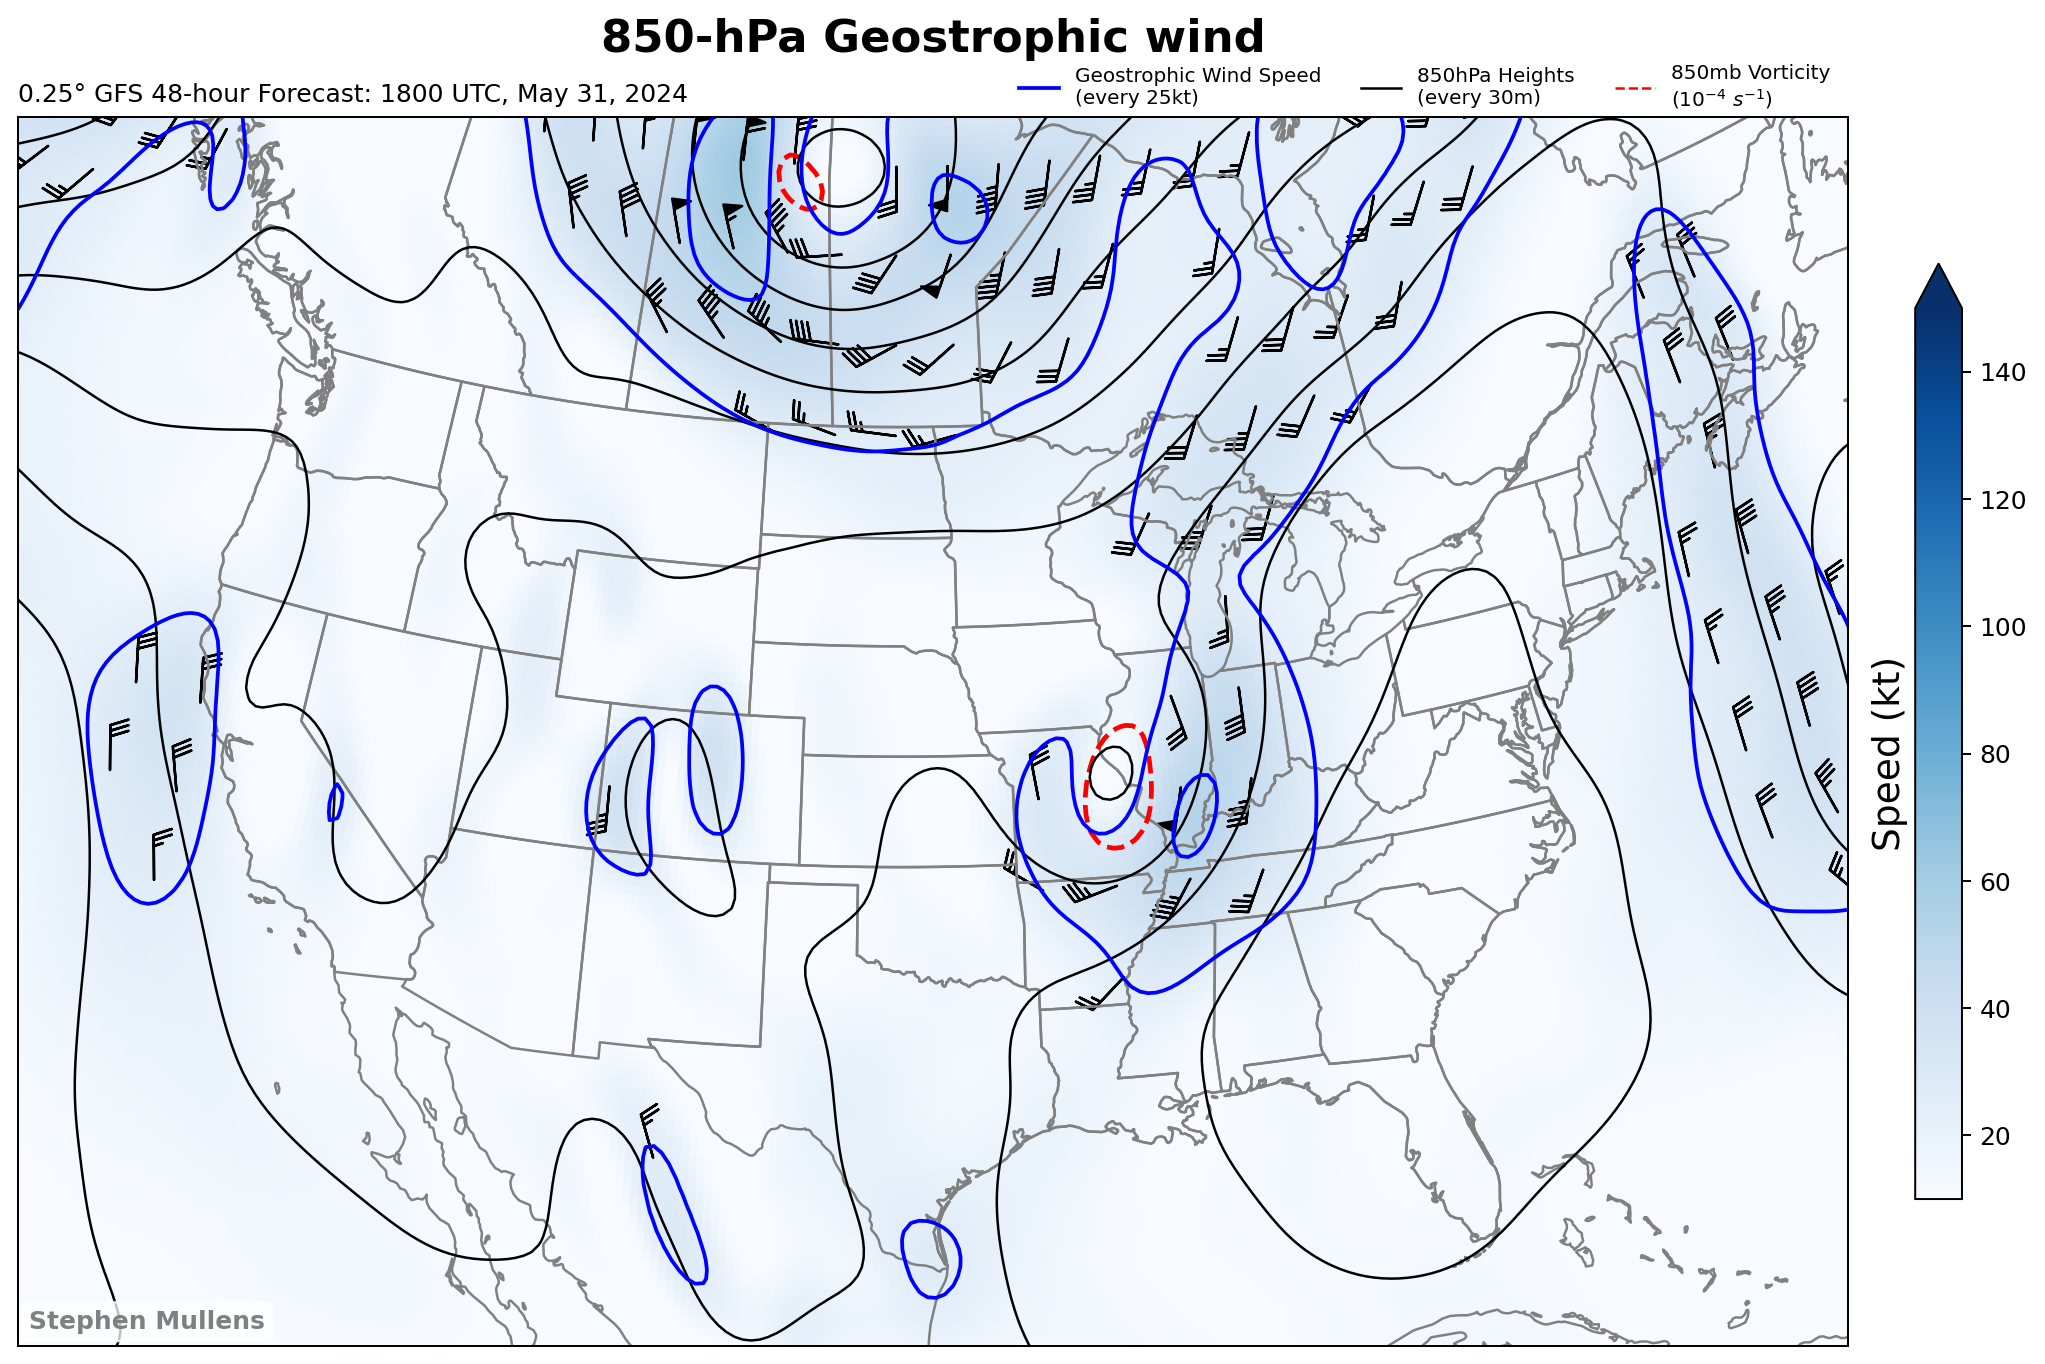 850-hPa Geostrophic wind
0.25° GFS 48-hour Forecast: 1800 UTC, May 31, 2024
Geostrophic Wind Speed
(every 25kt)
850hPa Heights
(every 30m)
850mb Vorticity
(10⁻⁴ s⁻¹)
140
120
100
80
60
40
20
Speed (kt)
Stephen Mullens